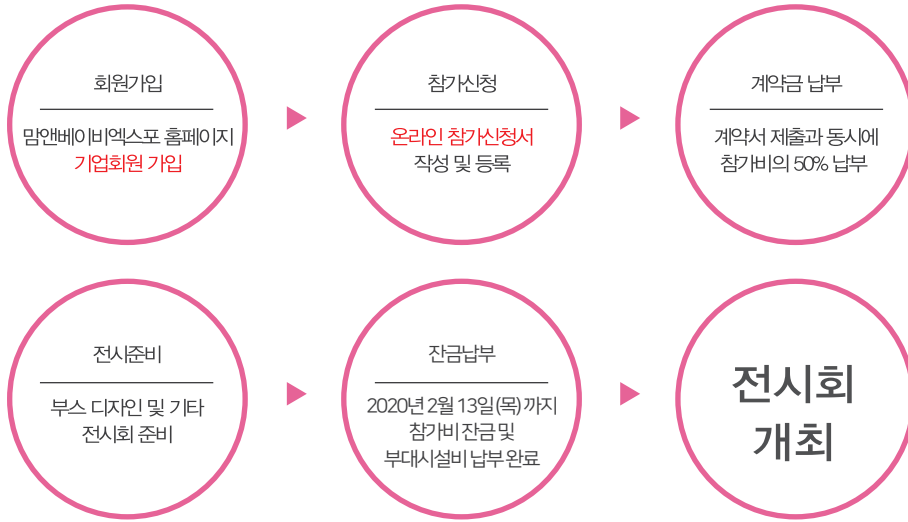 회원가입
맘앤베이비엑스포 홈페이지
기업회원 가입
참가신청
온라인 참가신청서
작성 및 등록
계약금 납부
계약서 제출과 동시에
참가비의 50% 납부
전시준비
부스 디자인 및 기타
전시회 준비
잔금납부
2020년 2월 13일(목) 까지
참가비 잔금 및
부대시설비 납부 완료
전시회
개최